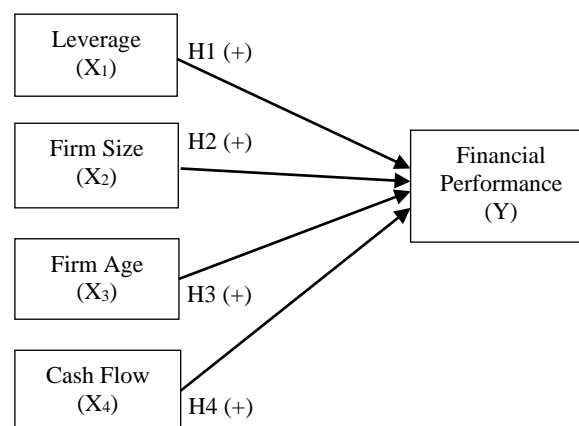 Leverage
(X₁)
H1 (+)
Firm Size
(X₂)
H2 (+)
Financial
Performance
(Y)
Firm Age
(X₃)
H3 (+)
Cash Flow
(X₄)
H4 (+)